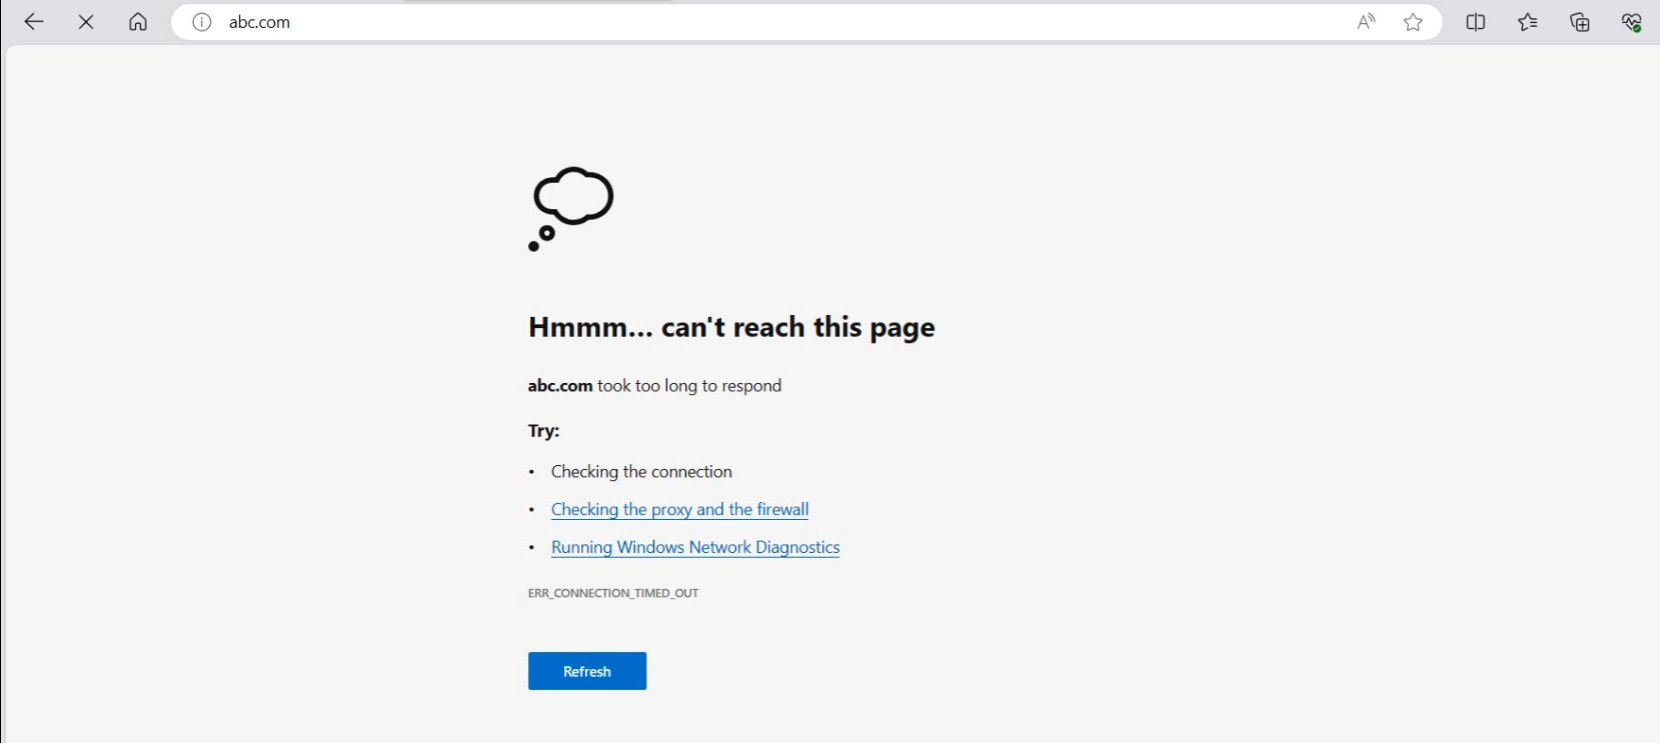 abc.com
Hmmm... can't reach this page
abc.com took too long to respond
Try:
• Checking the connection
• Checking the proxy and the firewall
• Running Windows Network Diagnostics
ERR_CONNECTION_TIMED_OUT
Refresh